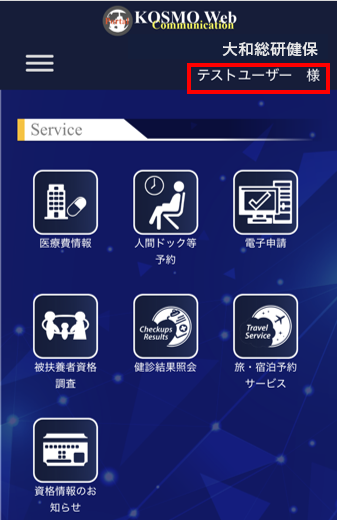 Portal
KOSMO Web
Communication
大和総研健保
テストユーザー　様
Service
医療費情報
人間ドック等
予約
電子申請
Checkups
Results
Travel
Service
被扶養者資格
調査
健診結果照会
旅・宿泊予約
サービス
資格情報のお
知らせ